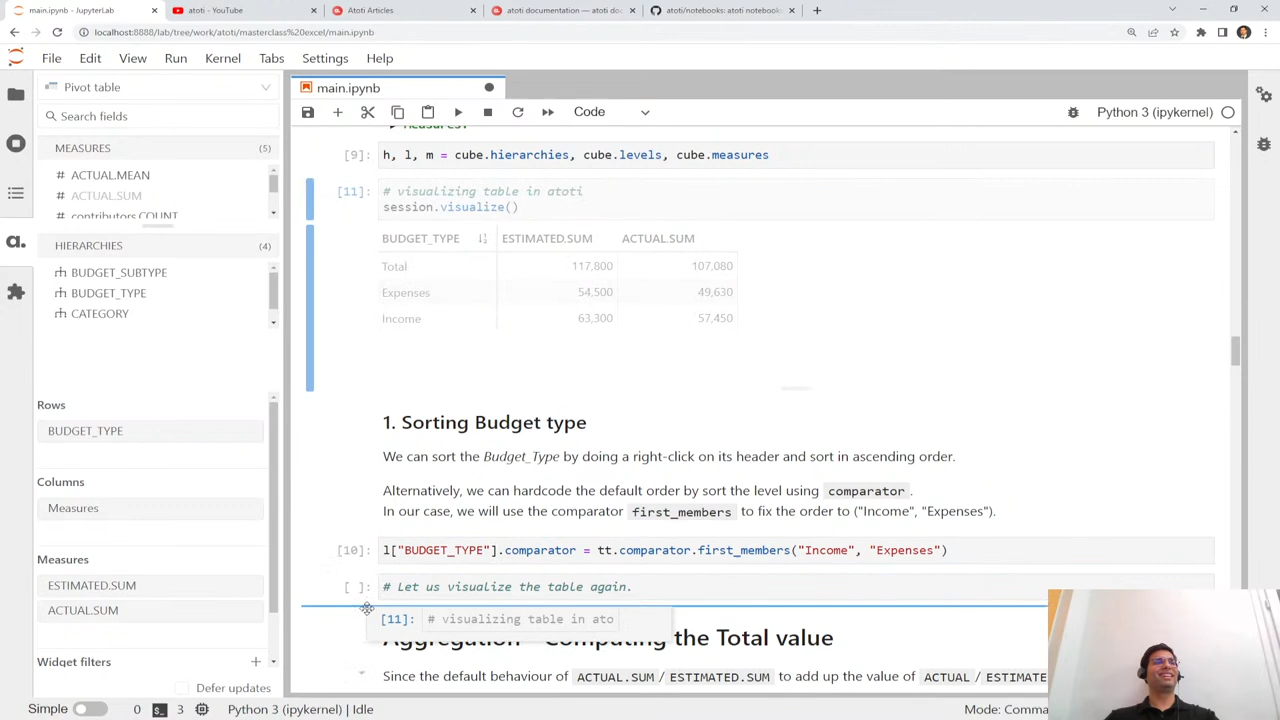 main.ipynb - JupyterLab
atoti - YouTube
Atoti Articles
atoti documentation — atoti do
atoti/notebooks: atoti notebook
localhost:8888/lab/tree/work/atoti/masterclass%20excel/main.ipynb
File Edit View Run Kernel Tabs Settings Help
Pivot table
Search fields
MEASURES (5)
# ACTUAL.MEAN
# ACTUAL.SUM
# contributors.COUNT
HIERARCHIES (4)
BUDGET_SUBTYPE
BUDGET_TYPE
CATEGORY
Rows
BUDGET_TYPE
Columns
Measures
Measures
ESTIMATED.SUM
ACTUAL.SUM
Widget filters
Defer updates
main.ipynb
Code
Python 3 (ipykernel)
Measures:
[9]: h, l, m = cube.hierarchies, cube.levels, cube.measures
[11]: # visualizing table in atoti
session.visualize()
BUDGET_TYPE ESTIMATED.SUM ACTUAL.SUM
Total 117,800 107,080
Expenses 54,500 49,630
Income 63,300 57,450
1. Sorting Budget type
We can sort the Budget_Type by doing a right-click on its header and sort in ascending order.
Alternatively, we can hardcode the default order by sort the level using comparator .
In our case, we will use the comparator first_members to fix the order to ("Income", "Expenses").
[10]: l["BUDGET_TYPE"].comparator = tt.comparator.first_members("Income", "Expenses")
[ ]: # Let us visualize the table again.
[11]: # visualizing table in ato
Aggregation Computing the Total value
Since the default behaviour of ACTUAL.SUM / ESTIMATED.SUM to add up the value of ACTUAL / ESTIMATE
Simple 0 3 Python 3 (ipykernel) | Idle
Mode: Comma